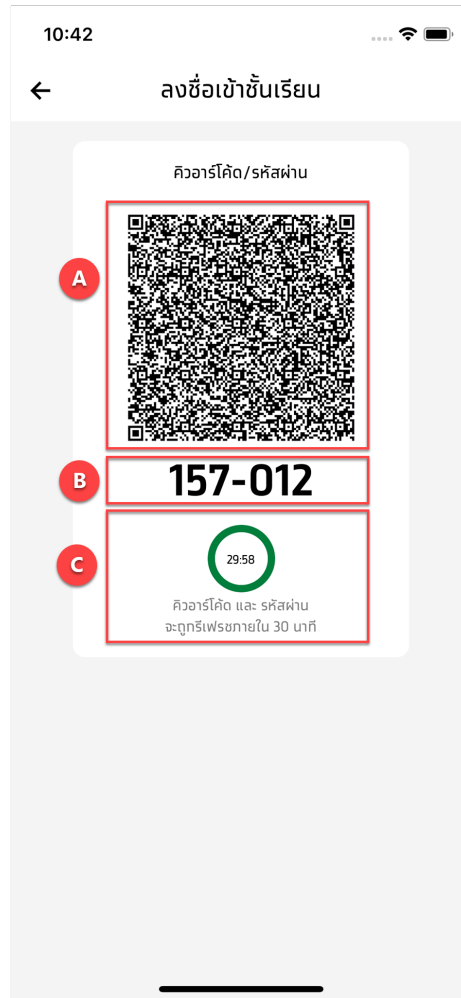 10:42
ลงชื่อเข้าชั้นเรียน
คิวอาร์โค้ด/รหัสผ่าน
A
B
157-012
C
29:58
คิวอาร์โค้ด และ รหัสผ่าน
จะถูกรีเฟรชภายใน 30 นาที